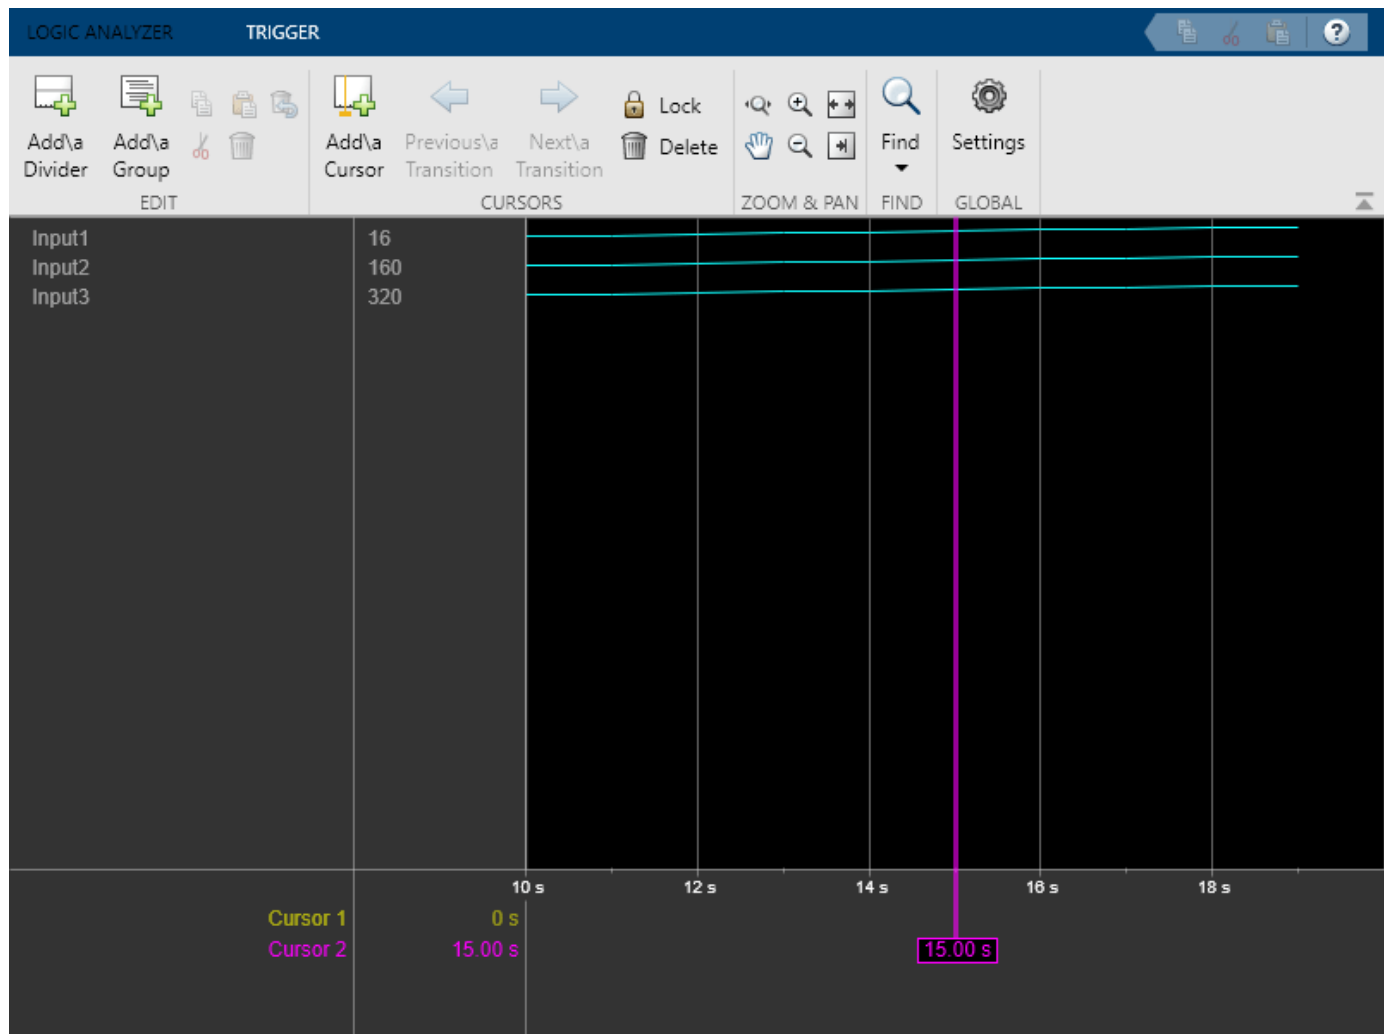 LOGIC ANALYZER TRIGGER ?
Add\a Divider
Add\a Group
Add\a Cursor
Previous\a Transition
Next\a Transition
Lock
Delete
Find
Settings
EDIT CURSORS ZOOM & PAN FIND GLOBAL
Input1 16
Input2 160
Input3 320
10 s 12 s 14 s 16 s 18 s
Cursor 1 0 s
Cursor 2 15.00 s 15.00 s